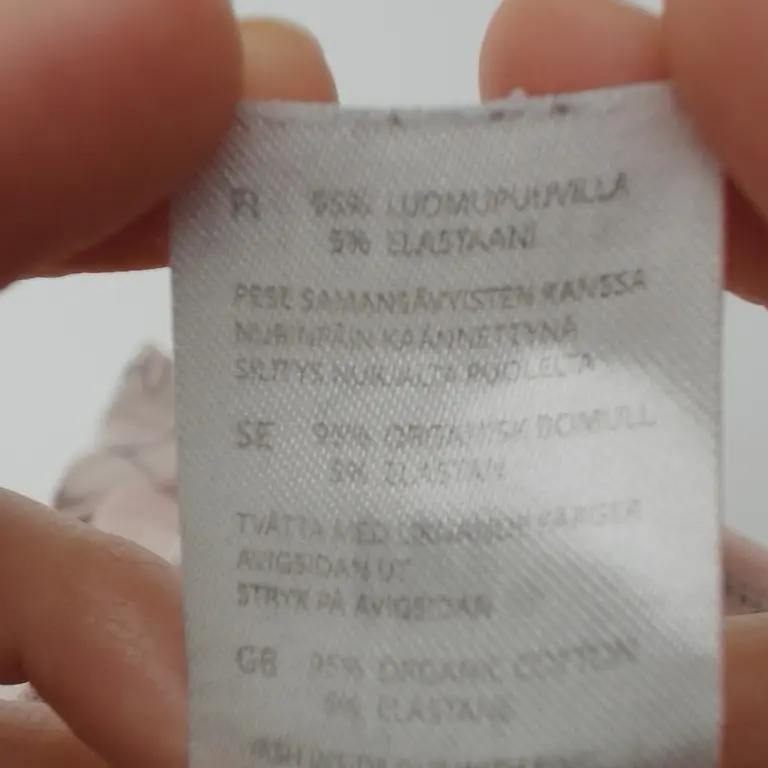 FI 95% LUOMUPUUVILLA
5% ELASTAANI
PESE SAMANSÄVYISTEN KANSSA
NURINPÄIN KÄÄNNETTYNÄ
SILITYS NURJALTA PUOLELTA
SE 95% ORGANISK BOMULL
5% ELASTAN
TVÄTTA MED LIKNANDE FÄRGER
AVIGSIDAN UT
STRYK PÅ AVIGSIDAN
GB 95% ORGANIC COTTON
5% ELASTANE